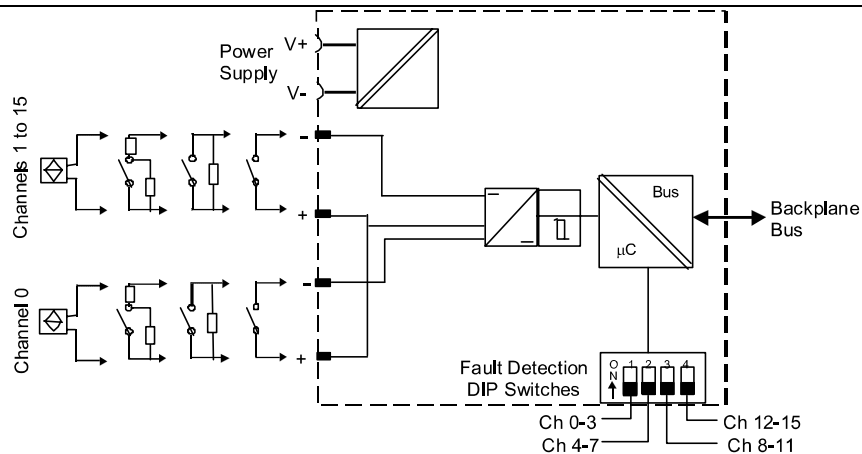 Power
Supply
V+
V-
Channels 1 to 15
-
+
Channel 0
-
+
Bus
µC
Backplane
Bus
Fault Detection
DIP Switches
ON
1 2 3 4
Ch 0-3
Ch 4-7
Ch 12-15
Ch 8-11